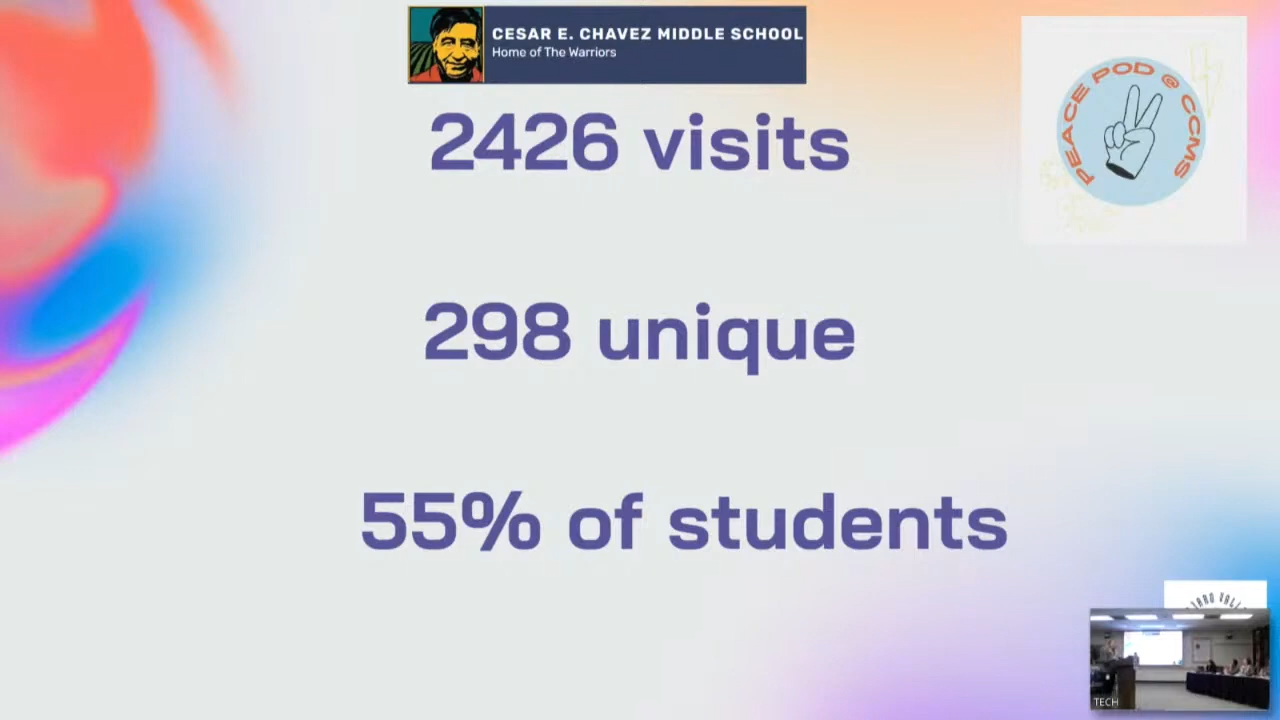 CESAR E. CHAVEZ MIDDLE SCHOOL
Home of The Warriors
PEACE POD @ CCMS
2426 visits
298 unique
55% of students
TECH